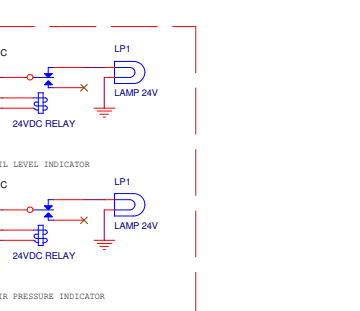 LP1
C
LAMP 24V
24VDC RELAY
IL LEVEL INDICATOR
LP1
C
LAMP 24V
24VDC RELAY
IR PRESSURE INDICATOR